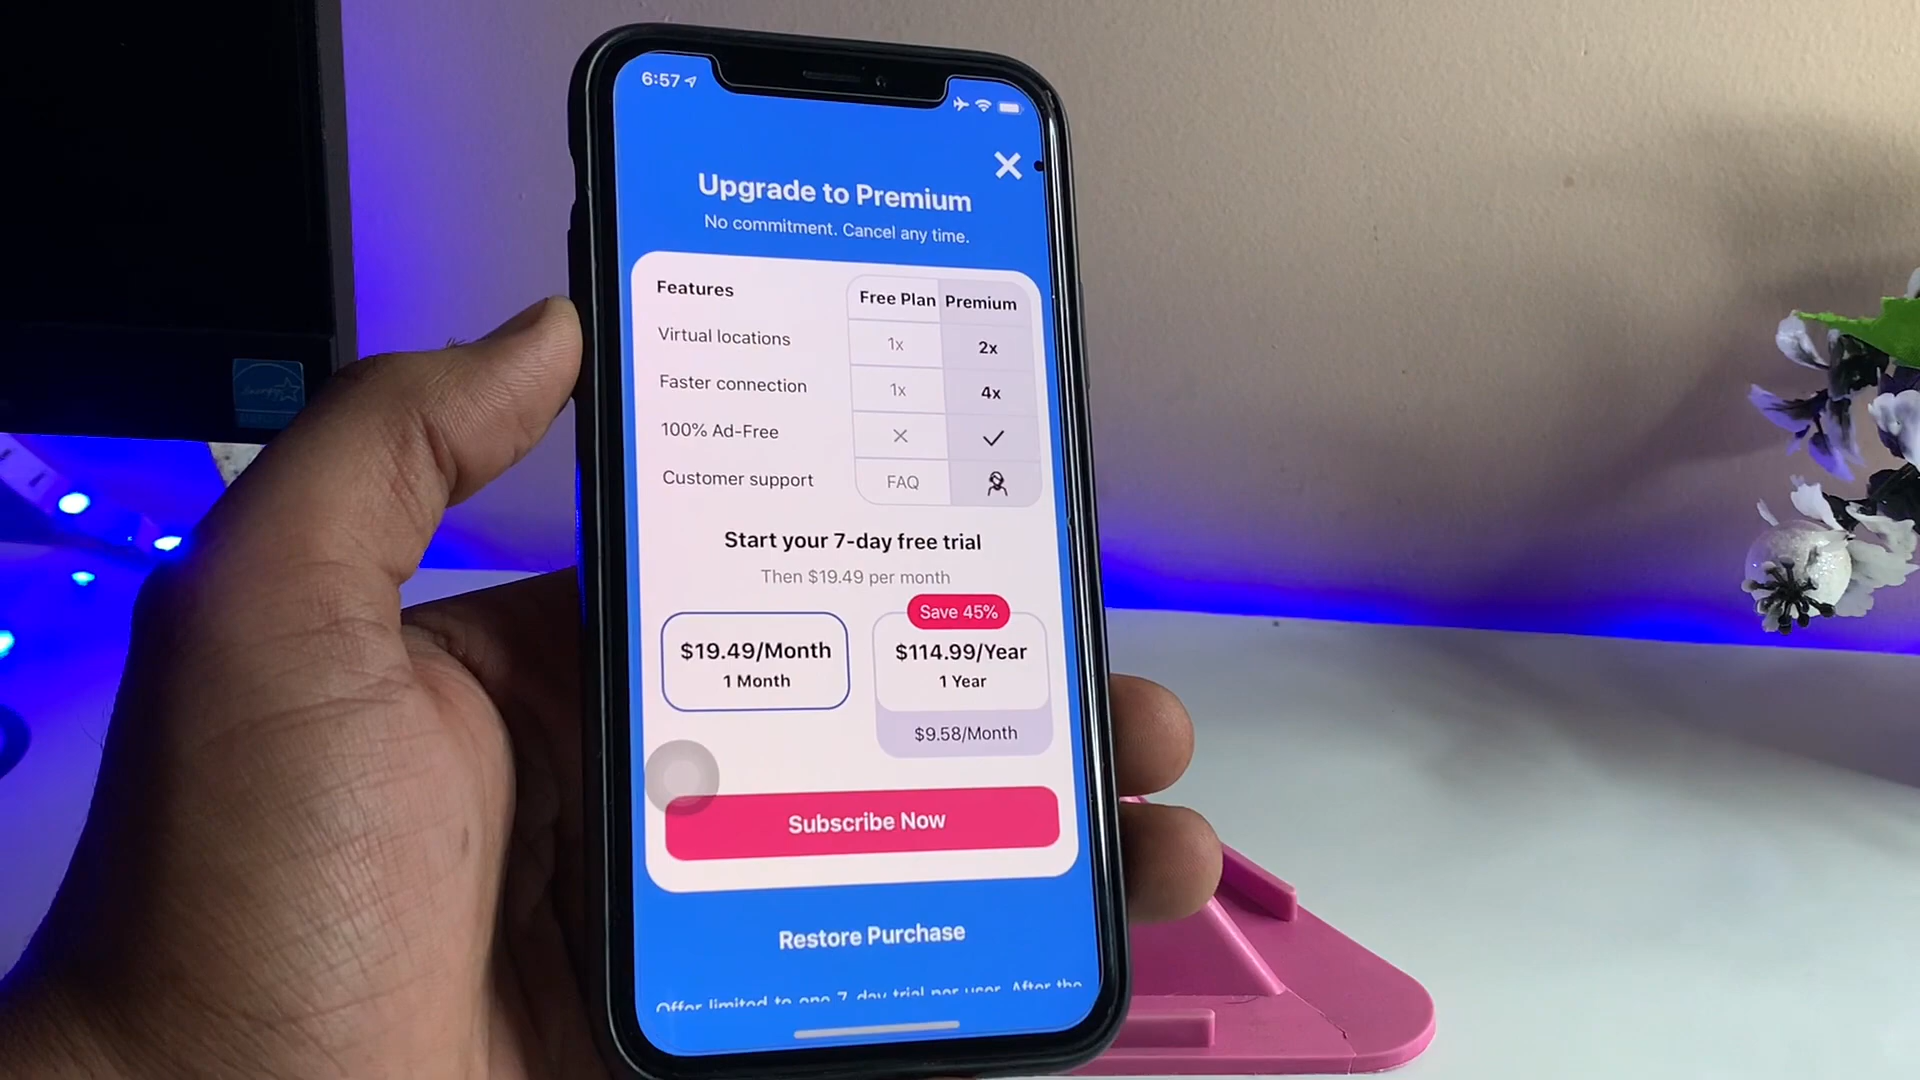 6:57
Upgrade to Premium
No commitment. Cancel any time.
Features Free Plan Premium
Virtual locations 1x 2x
Faster connection 1x 4x
100% Ad-Free
Customer support FAQ
Start your 7-day free trial
Then $19.49 per month
Save 45%
$19.49/Month $114.99/Year
1 Month 1 Year
$9.58/Month
Subscribe Now
Restore Purchase
Offer limited to one 7-day trial per user. After the